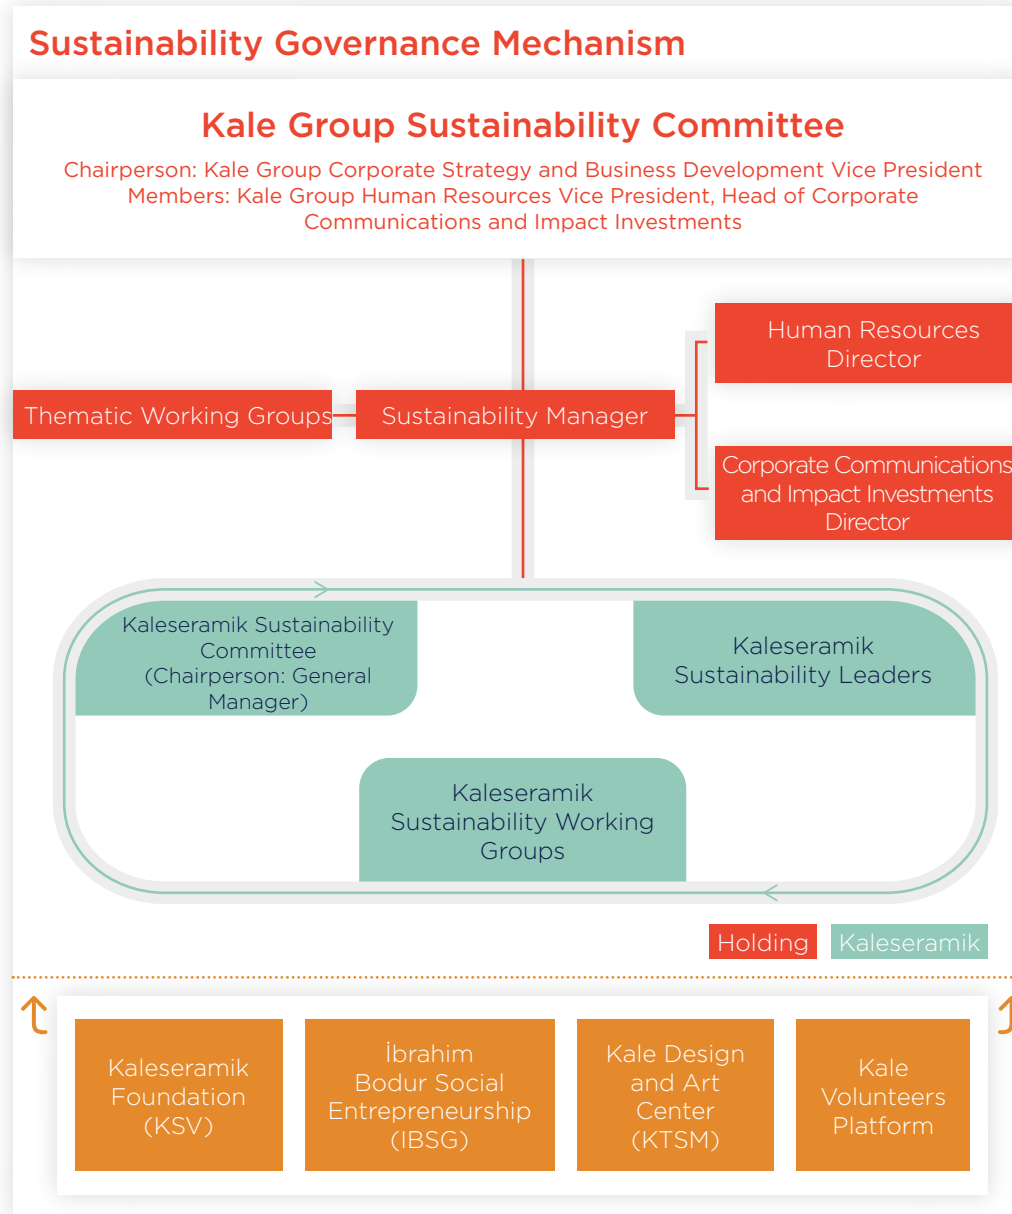 Sustainability Governance Mechanism
Kale Group Sustainability Committee
Chairperson: Kale Group Corporate Strategy and Business Development Vice President
Members: Kale Group Human Resources Vice President, Head of Corporate
Communications and Impact Investments
Human Resources
Director
Thematic Working Groups
Sustainability Manager
Corporate Communications
and Impact Investments
Director
Kaleseramik Sustainability
Committee
(Chairperson: General
Manager)
Kaleseramik
Sustainability Leaders
Kaleseramik
Sustainability Working
Groups
Holding
Kaleseramik
Kaleseramik
Foundation
(KSV)
İbrahim
Bodur Social
Entrepreneurship
(IBSG)
Kale Design
and Art
Center
(KTSM)
Kale
Volunteers
Platform